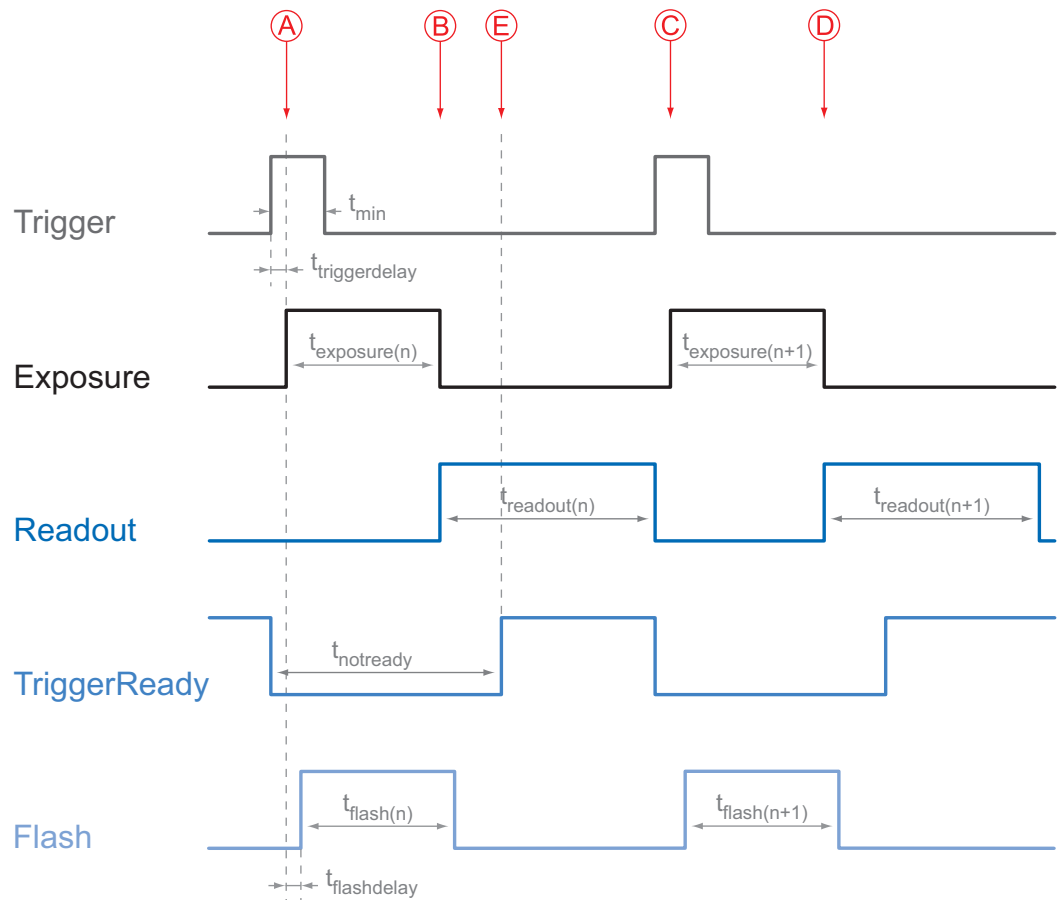 A B E C D
Trigger
t_min
t_triggerdelay
Exposure
t_exposure(n)
t_exposure(n+1)
Readout
t_readout(n)
t_readout(n+1)
TriggerReady
t_notready
Flash
t_flash(n)
t_flash(n+1)
t_flashdelay